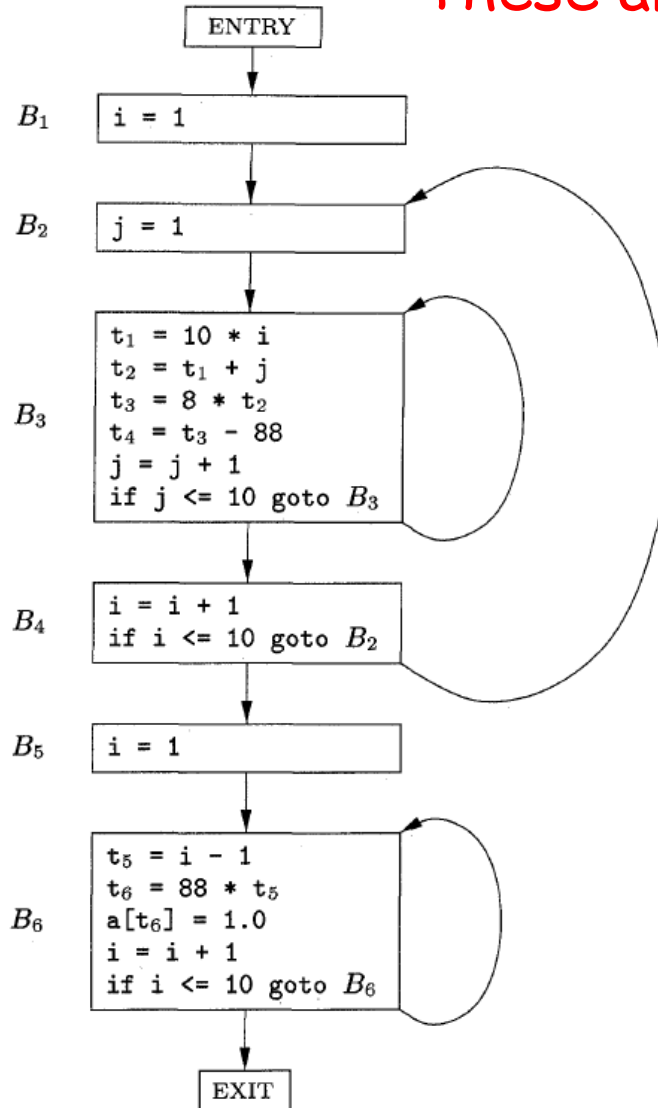 These a
ENTRY
B₁ i = 1
B₂ j = 1
B₃
t₁ = 10 * i
t₂ = t₁ + j
t₃ = 8 * t₂
t₄ = t₃ - 88
j = j + 1
if j <= 10 goto B₃
B₄
i = i + 1
if i <= 10 goto B₂
B₅ i = 1
B₆
t₅ = i - 1
t₆ = 88 * t₅
a[t₆] = 1.0
i = i + 1
if i <= 10 goto B₆
EXIT